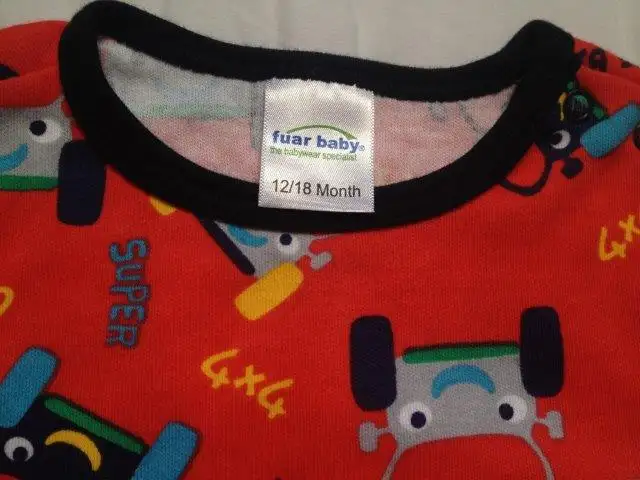 fuar baby®
the babywear specialist
12/18 Month
SUPER
4x4
4x4